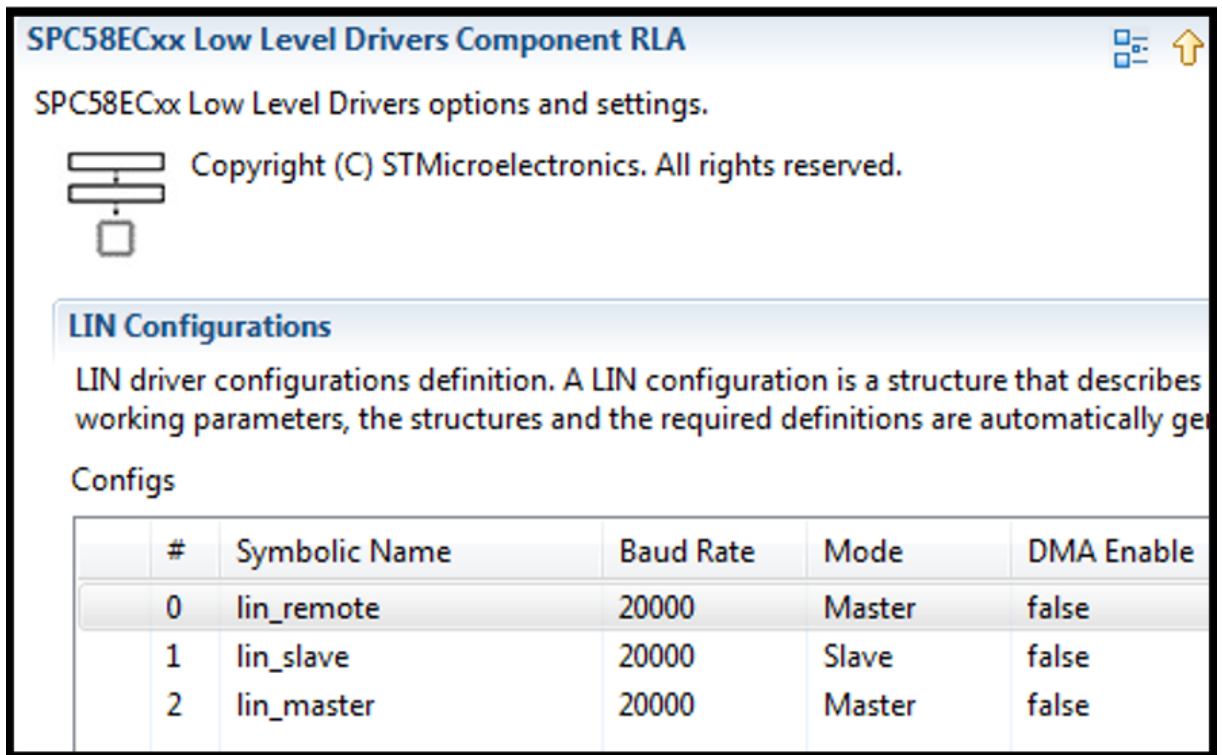 SPC58ECxx Low Level Drivers Component RLA
SPC58ECxx Low Level Drivers options and settings.
Copyright (C) STMicroelectronics. All rights reserved.
LIN Configurations
LIN driver configurations definition. A LIN configuration is a structure that describes
working parameters, the structures and the required definitions are automatically
Configs
# Symbolic Name Baud Rate Mode DMA Enable
0 lin_remote 20000 Master false
1 lin_slave 20000 Slave false
2 lin_master 20000 Master false